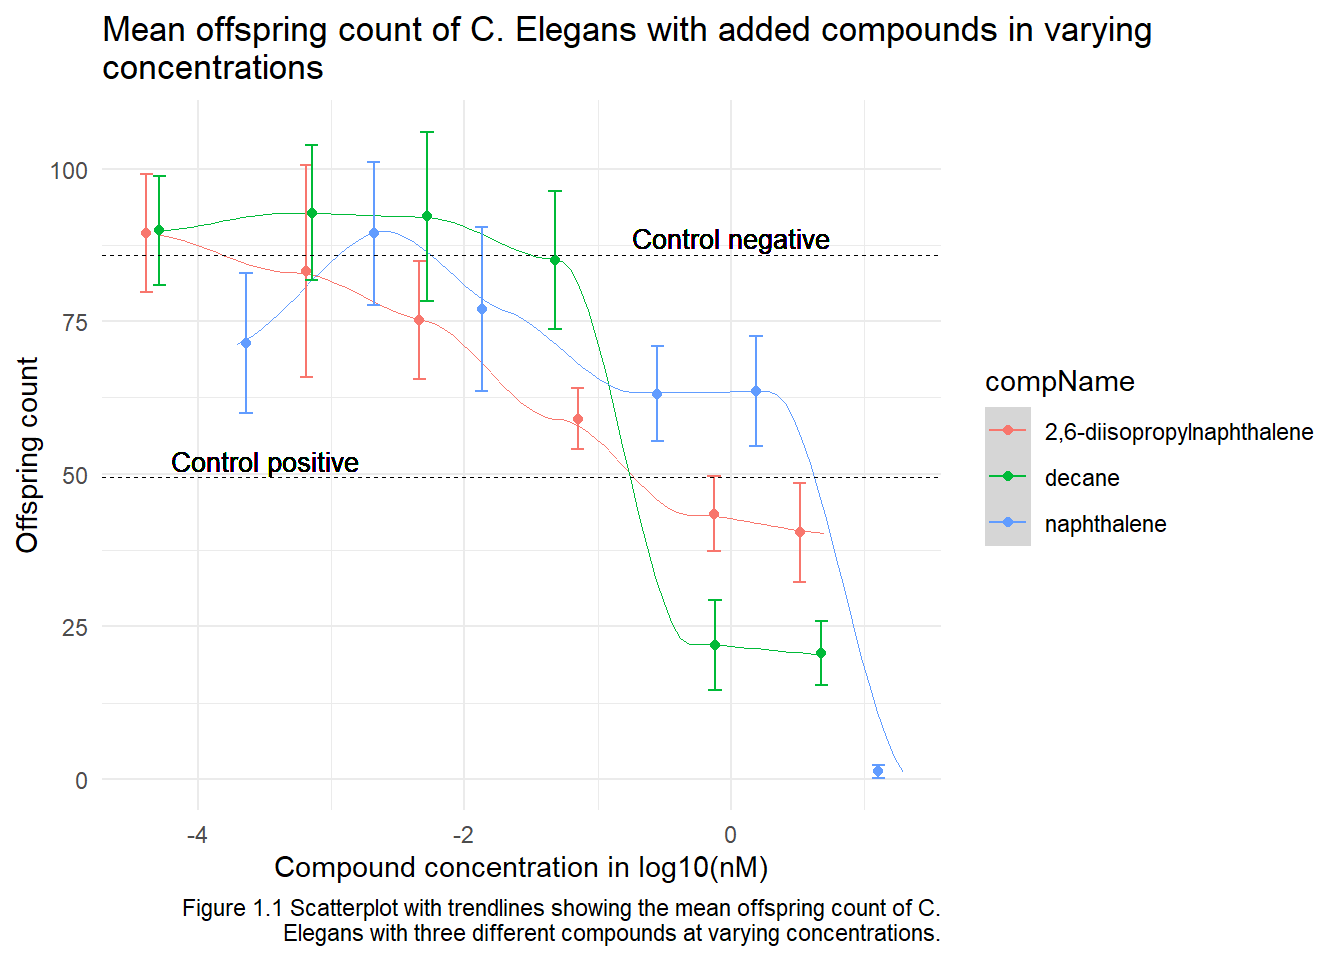 Mean offspring count of C. Elegans with added compounds in varying
concentrations
Offspring count
100
75
50
25
0
Control negative
Control positive
-4
-2
0
Compound concentration in log10(nM)
compName
2,6-diisopropylnaphthalene
decane
naphthalene
Figure 1.1 Scatterplot with trendlines showing the mean offspring count of C.
Elegans with three different compounds at varying concentrations.